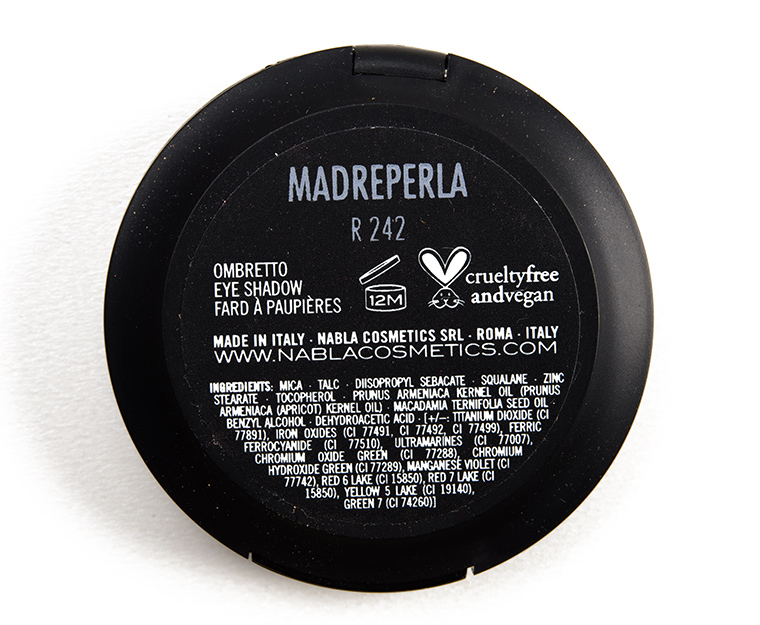 MADREPERLA
R 242
OMBRETTO
EYE SHADOW
FARD À PAUPIÈRES
12M
crueltyfree
andvegan
MADE IN ITALY · NABLA COSMETICS SRL · ROMA · ITALY
WWW.NABLACOSMETICS.COM
INGREDIENTS: MICA · TALC · DIISOPROPYL SEBACATE · SQUALANE · ZINC
STEARATE · TOCOPHEROL · PRUNUS ARMENIACA KERNEL OIL (PRUNUS
ARMENIACA (APRICOT) KERNEL OIL) · MACADAMIA TERNIFOLIA SEED OIL ·
BENZYL ALCOHOL · DEHYDROACETIC ACID · [+/-: TITANIUM DIOXIDE (CI
77891), IRON OXIDES (CI 77491, CI 77492, CI 77499), FERRIC
FERROCYANIDE (CI 77510), ULTRAMARINES (CI 77007),
CHROMIUM OXIDE GREEN (CI 77288), CHROMIUM
HYDROXIDE GREEN (CI 77289), MANGANESE VIOLET (CI
77742), RED 6 LAKE (CI 15850), RED 7 LAKE (CI
15850), YELLOW 5 LAKE (CI 19140),
GREEN 7 (CI 74260)]